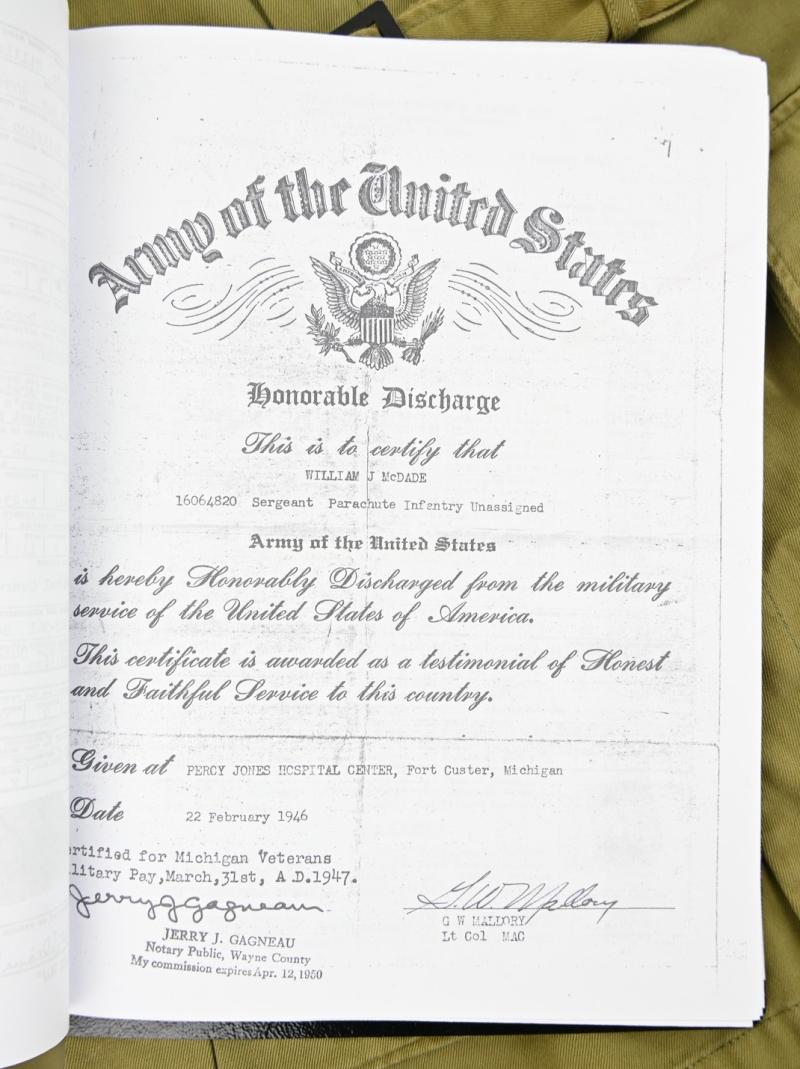 Army of the United States
Honorable Discharge
This is to certify that
WILLIAM J McDADE
16064820 Sergeant Parachute Infantry Unassigned
Army of the United States
is hereby Honorably Discharged from the military
service of the United States of America.
This certificate is awarded as a testimonial of Honest
and Faithful Service to this country.
Given at PERCY JONES HOSPITAL CENTER, Fort Custer, Michigan
Date 22 February 1946
ertified for Michigan Veterans
litary Pay,March,31st, A.D.1947.
Jerry J Gagneau
JERRY J. GAGNEAU
Notary Public, Wayne County
My commission expires Apr. 12, 1950
G.W. Mallory
G W MALLORY
Lt Col MAC